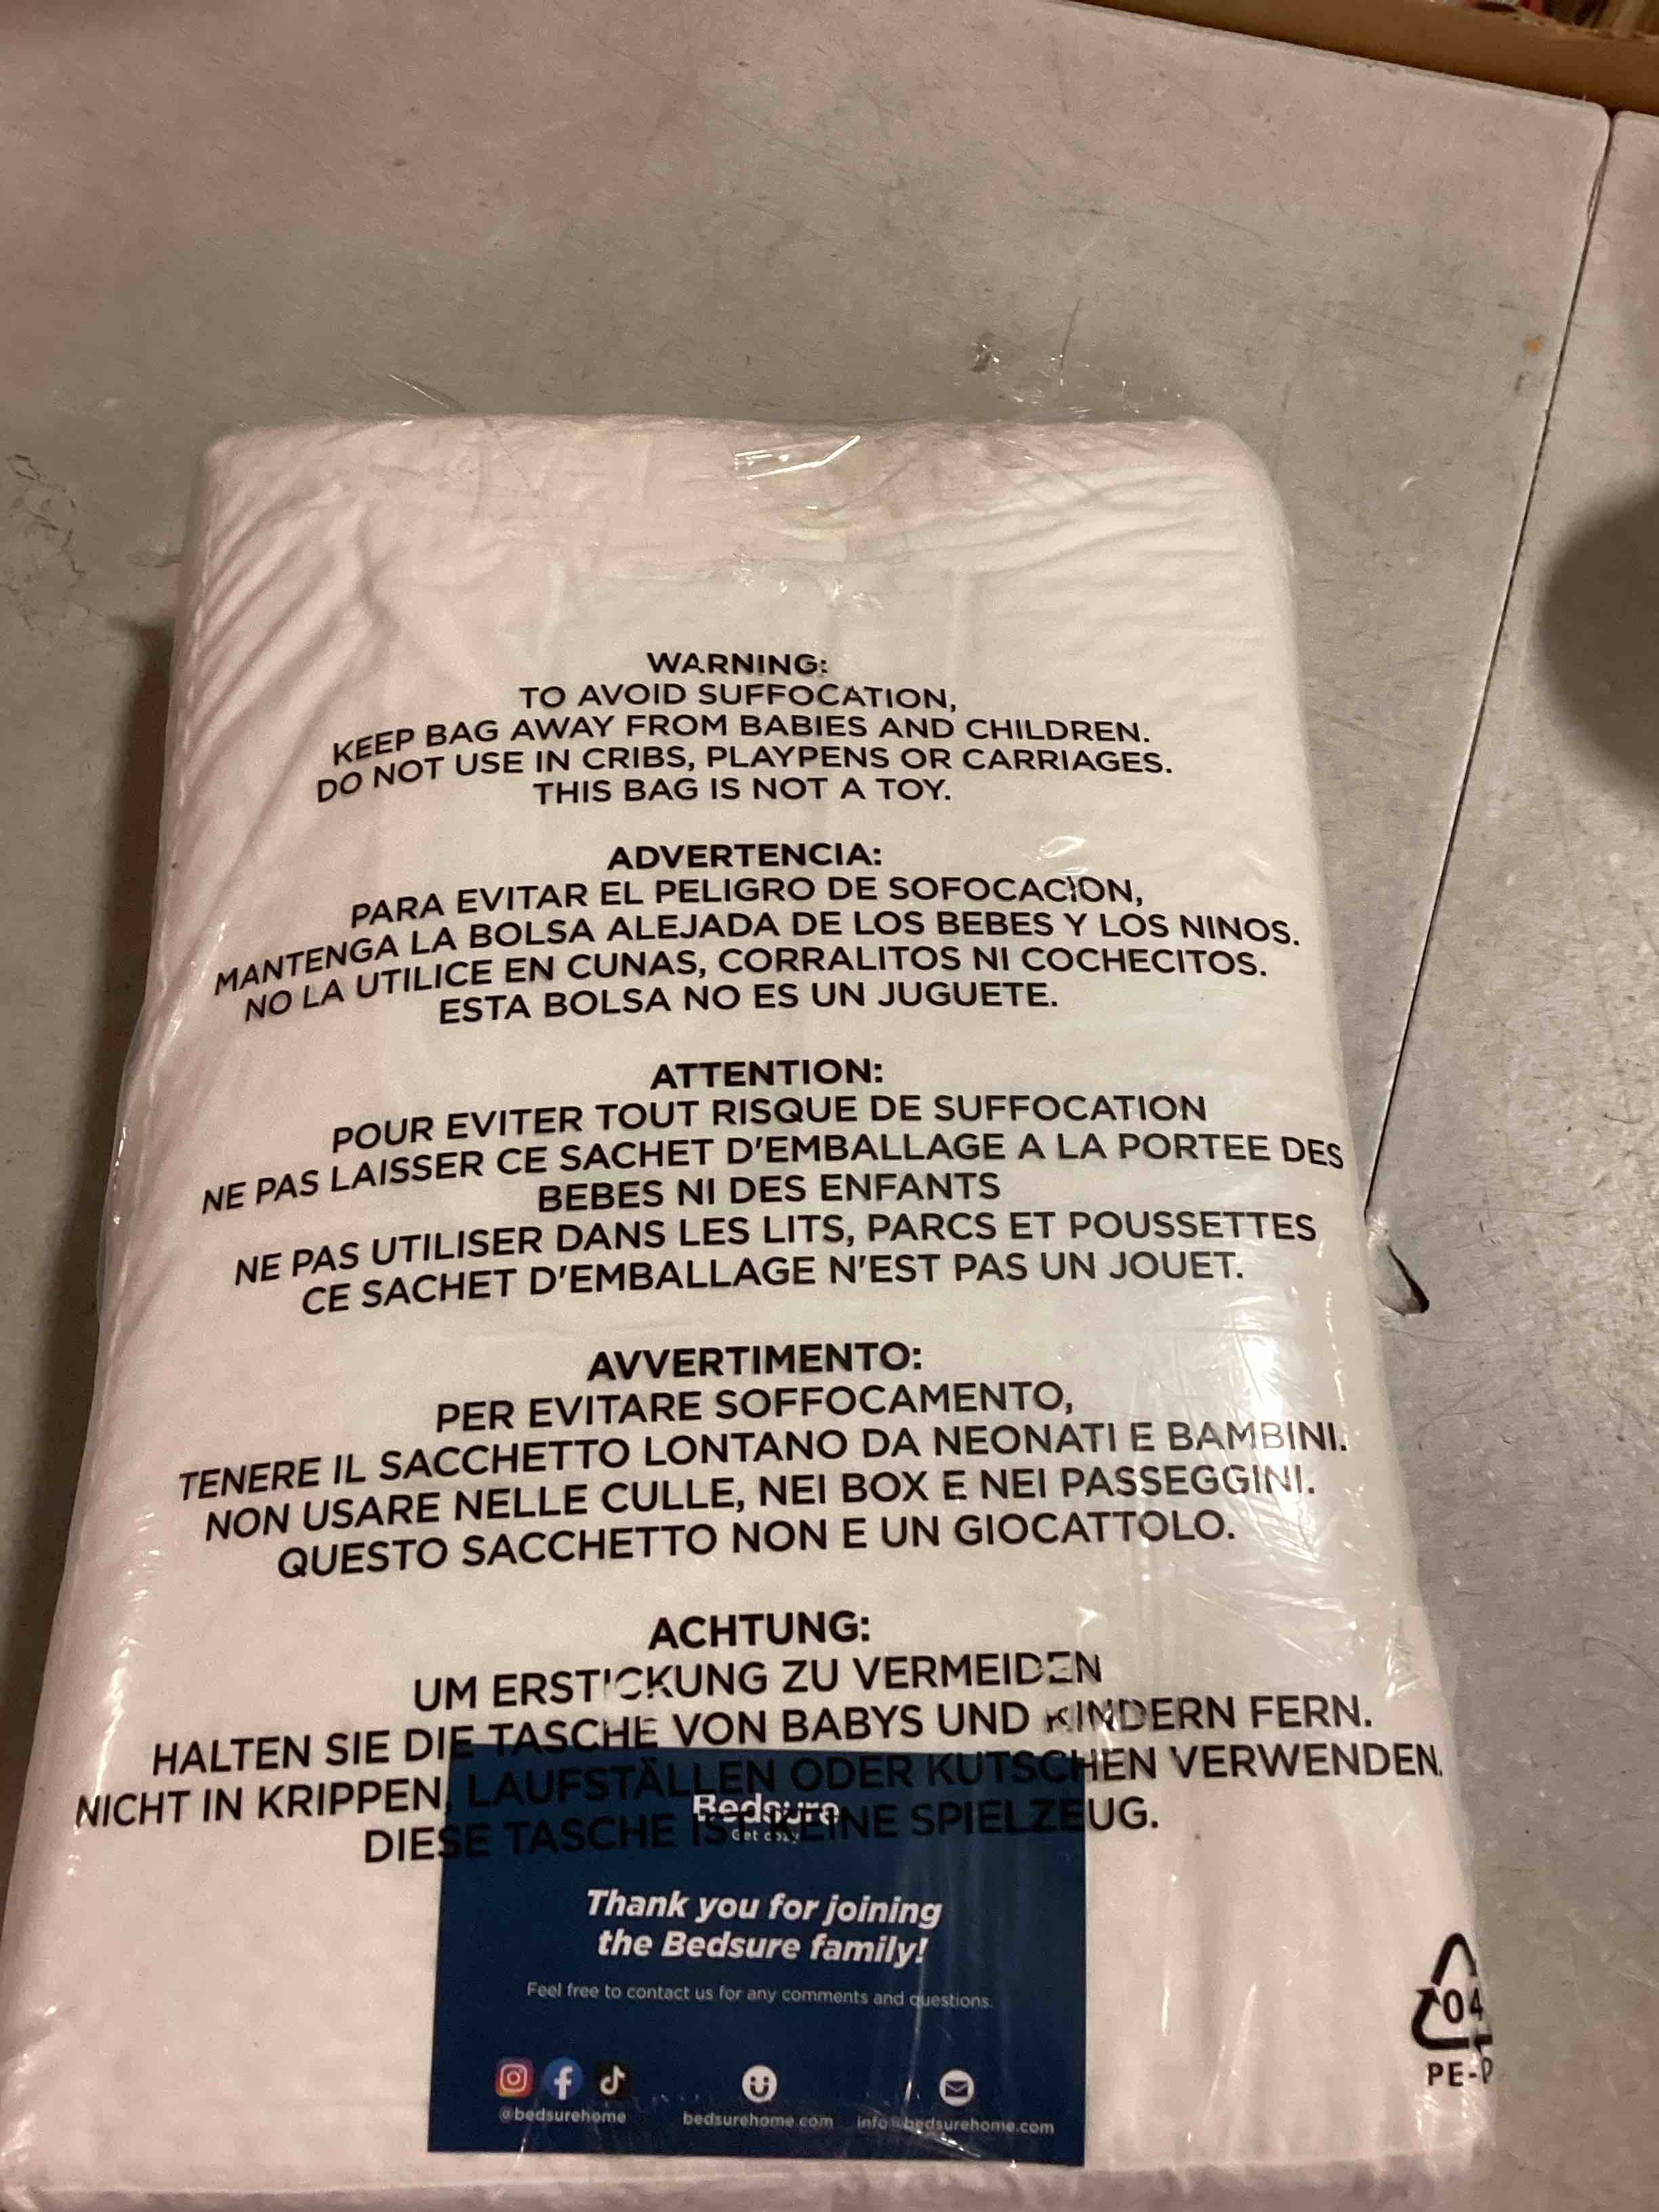 WARNING:
TO AVOID SUFFOCATION,
KEEP BAG AWAY FROM BABIES AND CHILDREN.
DO NOT USE IN CRIBS, PLAYPENS OR CARRIAGES.
THIS BAG IS NOT A TOY.
ADVERTENCIA:
PARA EVITAR EL PELIGRO DE SOFOCACION,
MANTENGA LA BOLSA ALEJADA DE LOS BEBES Y LOS NINOS.
NO LA UTILICE EN CUNAS, CORRALITOS NI COCHECITOS.
ESTA BOLSA NO ES UN JUGUETE.
ATTENTION:
POUR EVITER TOUT RISQUE DE SUFFOCATION
NE PAS LAISSER CE SACHET D'EMBALLAGE A LA PORTEE DES
BEBES NI DES ENFANTS
NE PAS UTILISER DANS LES LITS, PARCS ET POUSSETTES
CE SACHET D'EMBALLAGE N'EST PAS UN JOUET.
AVVERTIMENTO:
PER EVITARE SOFFOCAMENTO,
TENERE IL SACCHETTO LONTANO DA NEONATI E BAMBINI.
NON USARE NELLE CULLE, NEI BOX E NEI PASSEGGINI.
QUESTO SACCHETTO NON E UN GIOCATTOLO.
ACHTUNG:
UM ERSTICKUNG ZU VERMEIDEN
HALTEN SIE DIE TASCHE VON BABYS UND KINDERN FERN.
NICHT IN KRIPPEN, LAUFSTÄLLEN ODER KUTSCHEN VERWENDEN.
DIESE TASCHE IST KEINE SPIELZEUG.
Bedsure
Get cozy
Thank you for joining
the Bedsure family!
Feel free to contact us for any comments and questions.
@bedsurehome bedsurehome.com info@bedsurehome.com
04